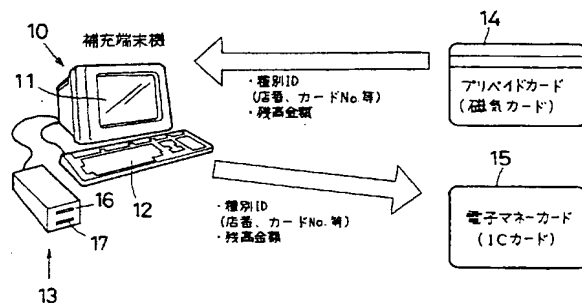 10
補充端末機
11
14
・種別ID
(店番、カードNo.等)
・残高金額
プリペイドカード
(磁気カード)
15
16
12
17
・種別ID
(店番、カードNo.等)
・残高金額
電子マネーカード
(ICカード)
13